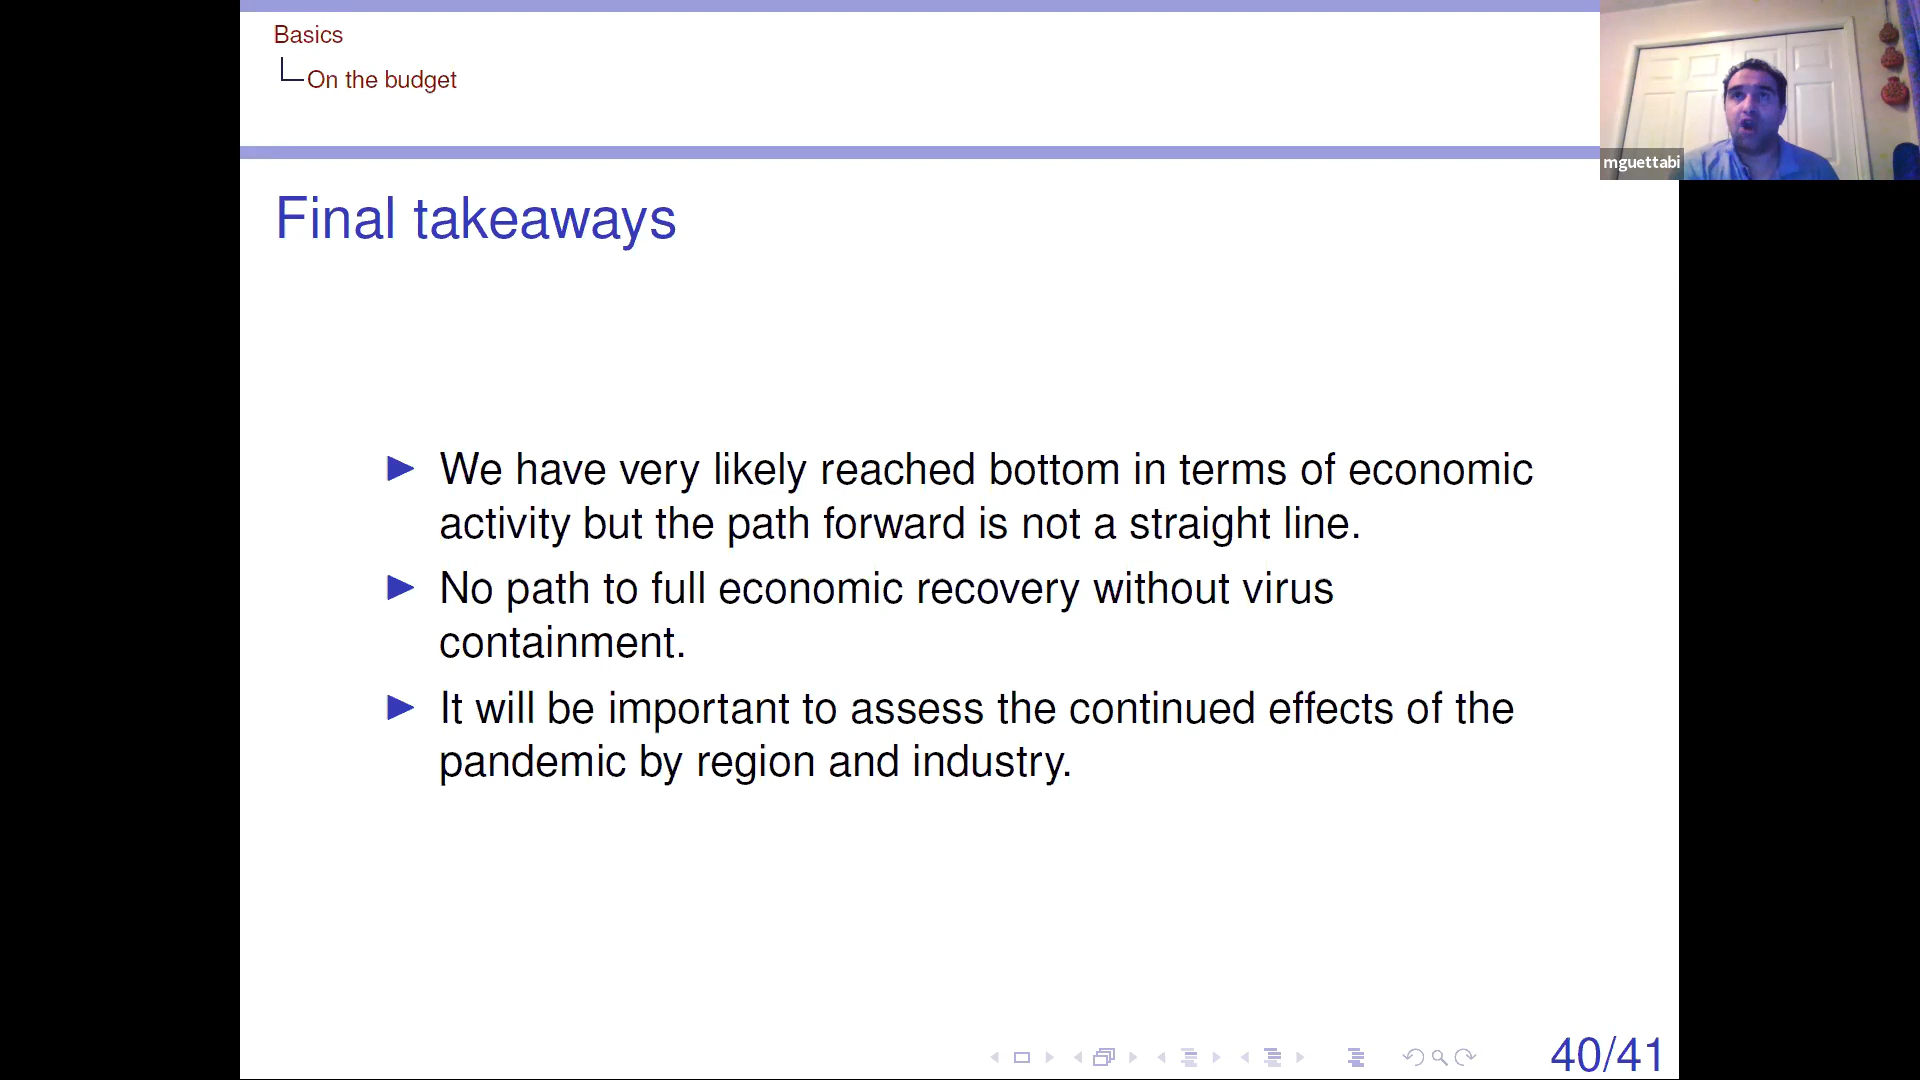 Basics
On the budget
mguettabi
Final takeaways
We have very likely reached bottom in terms of economic
activity but the path forward is not a straight line.
No path to full economic recovery without virus
containment.
It will be important to assess the continued effects of the
pandemic by region and industry.
40/41